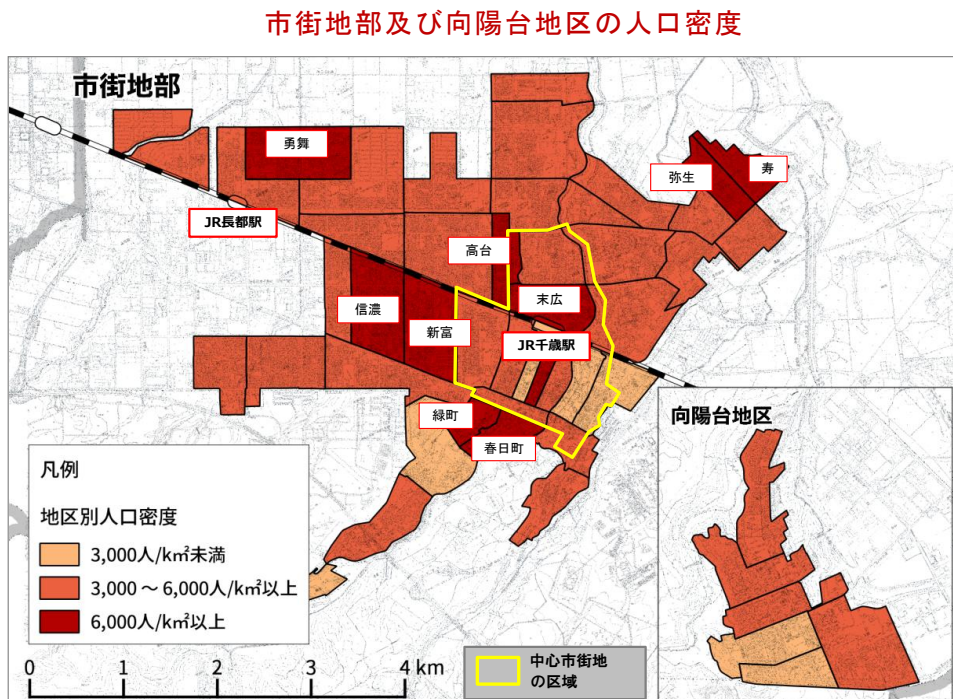 市街地部及び向陽台地区の人口密度
市街地部
勇舞
弥生
寿
JR長都駅
高台
信濃
末広
新富
JR千歳駅
緑町
春日町
向陽台地区
凡例
地区別人口密度
3,000人/k㎡未満
3,000 ～ 6,000人/k㎡以上
6,000人/k㎡以上
0 1 2 3 4 km
中心市街地
の区域